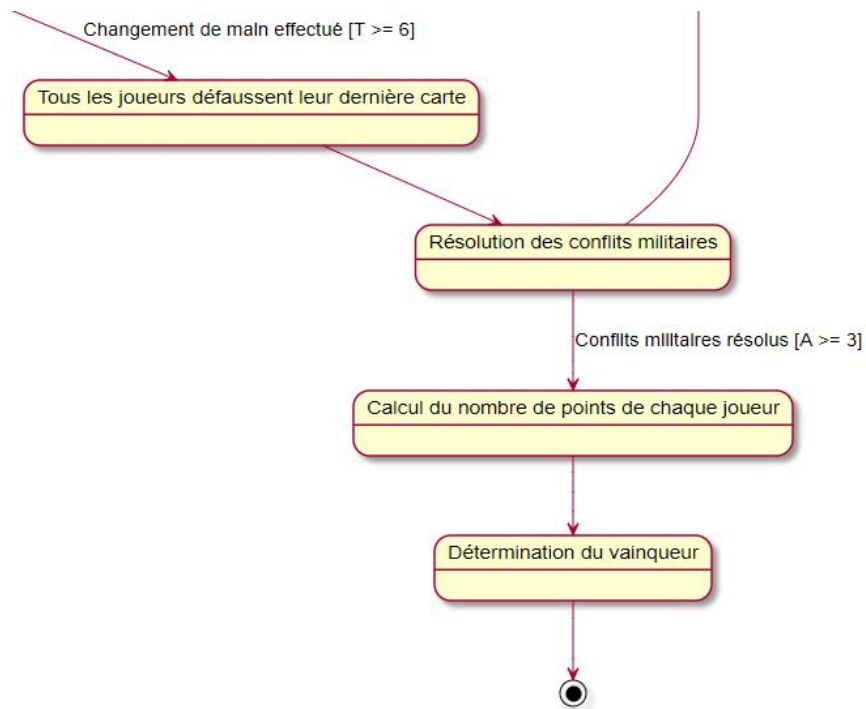 Changement de main effectué [T >= 6]
Tous les joueurs défaussent leur dernière carte
Résolution des conflits militaires
Conflits militaires résolus [A >= 3]
Calcul du nombre de points de chaque joueur
Détermination du vainqueur